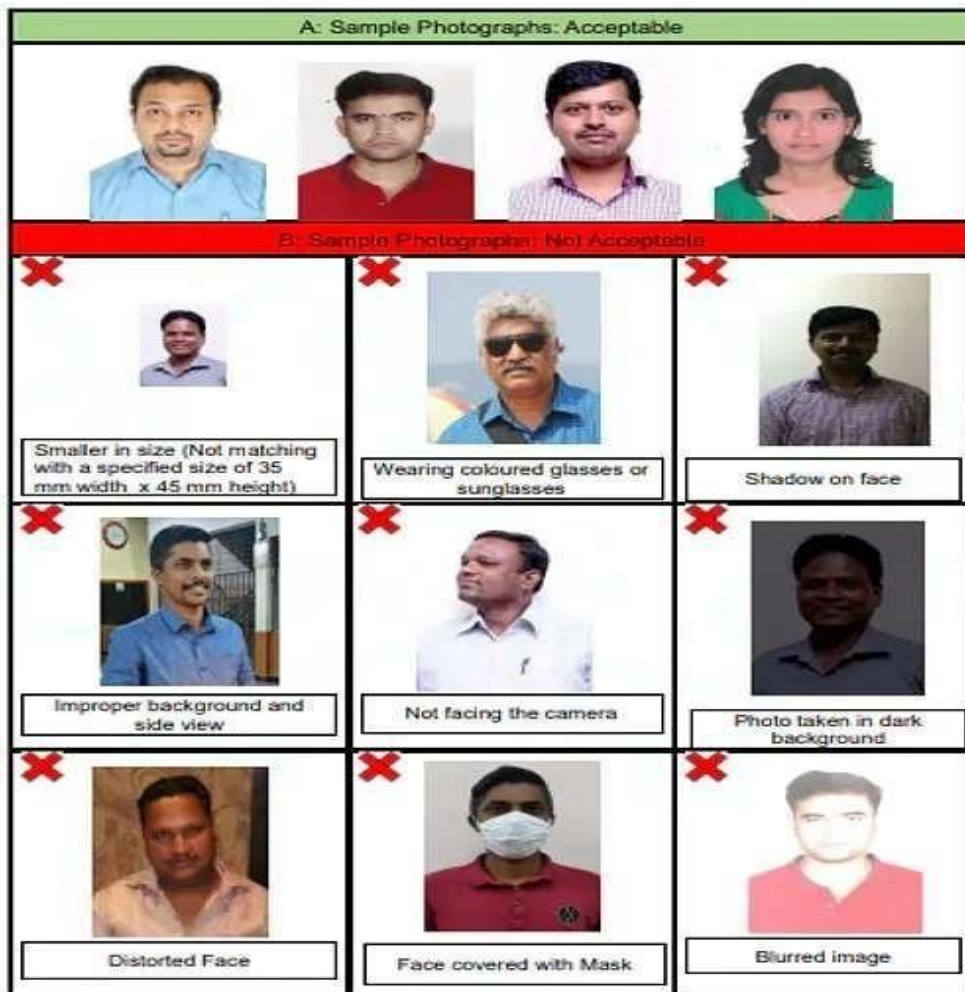 A: Sample Photographs: Acceptable
B: Sample Photographs: Not Acceptable
Smaller in size (Not matching
with a specified size of 35
mm width x 45 mm height)
Wearing coloured glasses or
sunglasses
Shadow on face
Improper background and
side view
Not facing the camera
Photo taken in dark
background
Distorted Face
Face covered with Mask
Blurred image